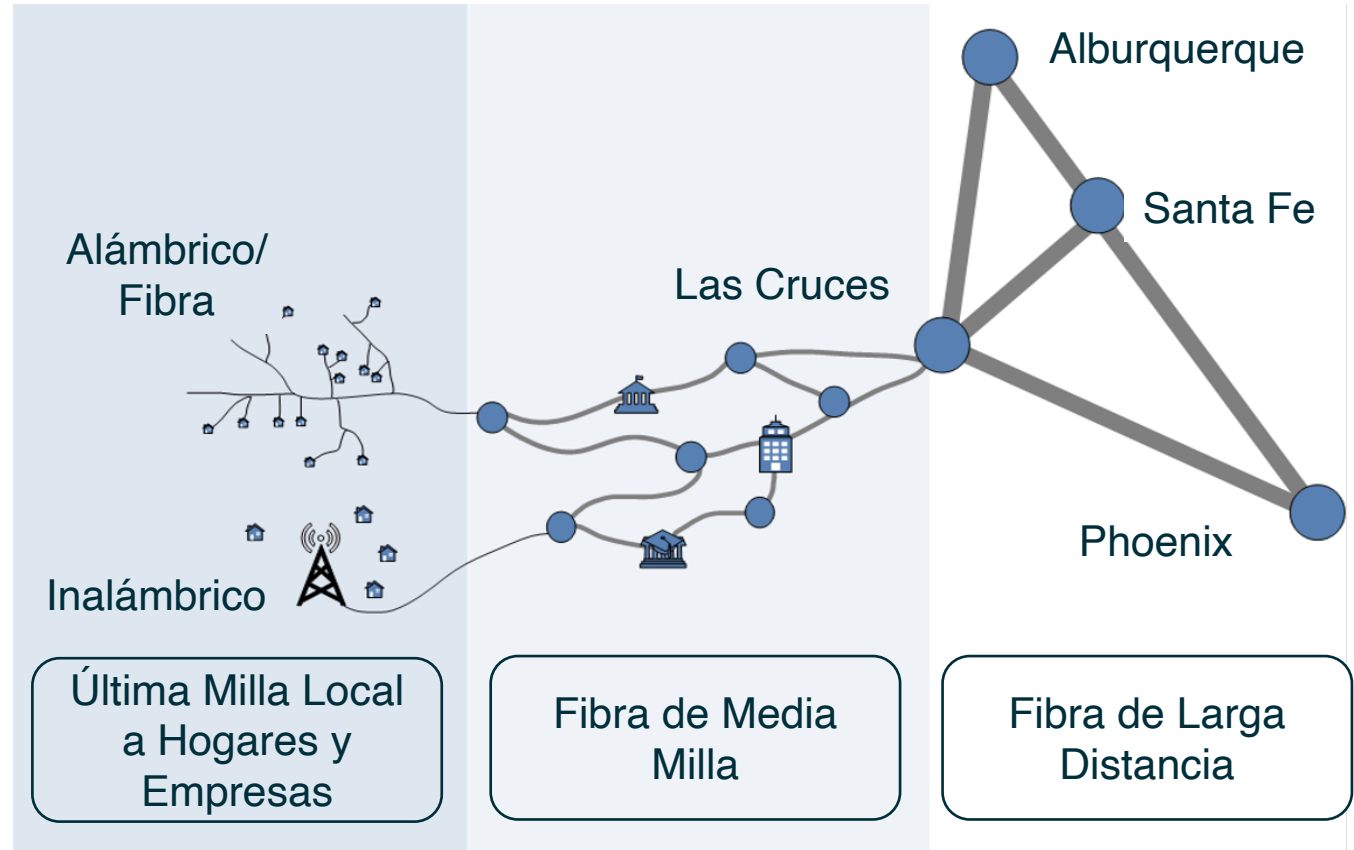 Alburquerque
Santa Fe
Alámbrico/
Fibra
Las Cruces
Phoenix
Inalámbrico
Última Milla Local
a Hogares y
Empresas
Fibra de Media
Milla
Fibra de Larga
Distancia